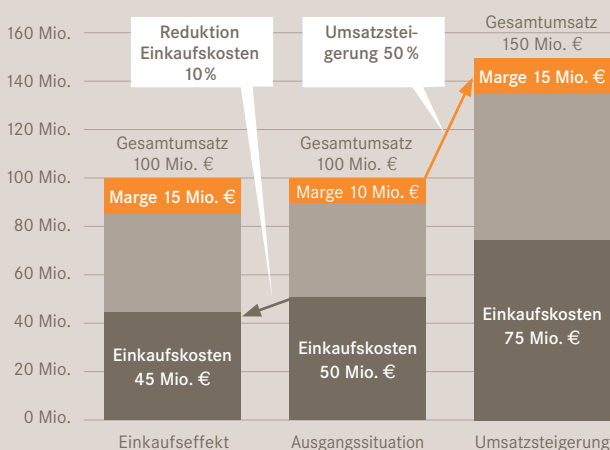 Reduktion
Einkaufskosten
10 %
Umsatzstei-
gerung 50 %
Gesamtumsatz
150 Mio. €
Marge 15 Mio. €
Gesamtumsatz
100 Mio. €
Marge 15 Mio. €
Gesamtumsatz
100 Mio. €
Marge 10 Mio. €
Einkaufskosten
45 Mio. €
Einkaufskosten
50 Mio. €
Einkaufskosten
75 Mio. €
160 Mio.
140 Mio.
120 Mio.
100 Mio.
80 Mio.
60 Mio.
40 Mio.
20 Mio.
0 Mio.
Einkaufseffekt
Ausgangssituation
Umsatzsteigerung